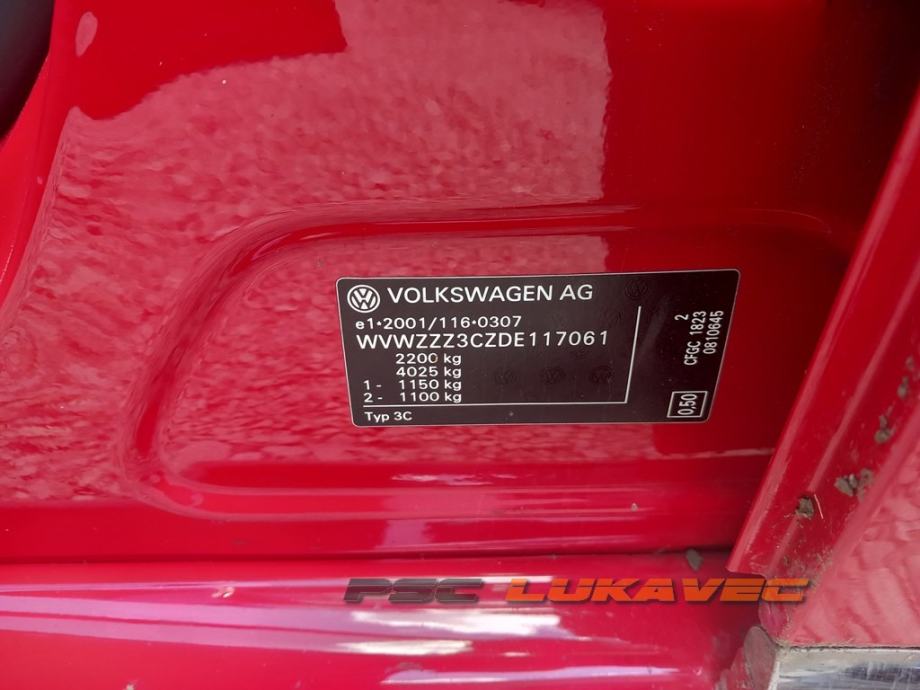 VOLKSWAGEN AG
e1*2001/116*0307
WVWZZZ3CZDE117061
2200 kg
4025 kg
1 - 1150 kg
2 - 1100 kg
Typ 3C
2
CFGC 1823
0810645
0,50
PSC LUKAVEC